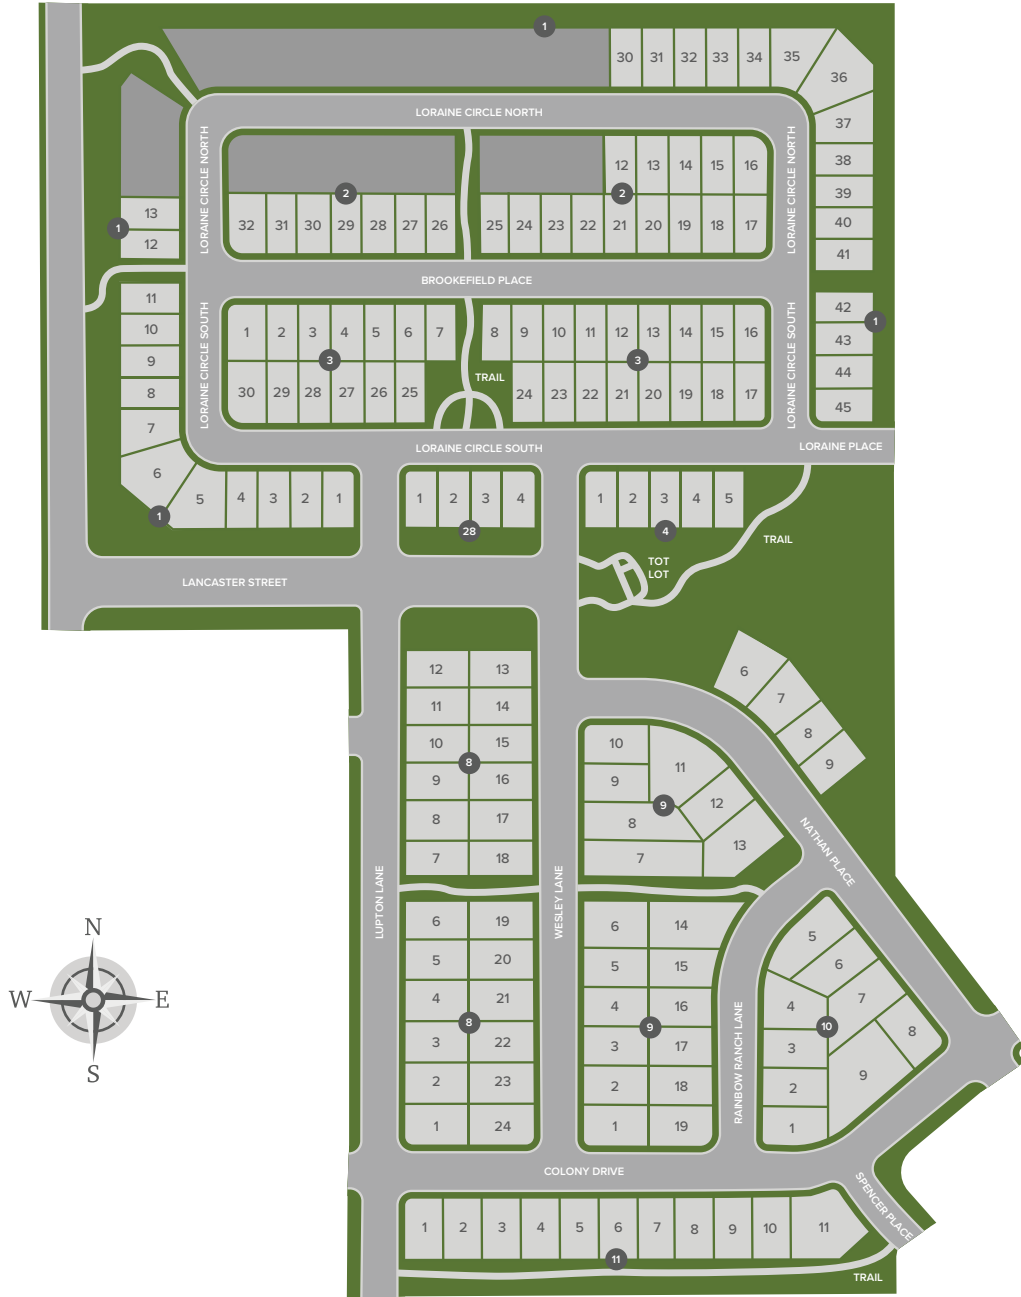 1
30 31 32 33 34 35
36
37
38
39
40
41
LORAINE CIRCLE NORTH
LORAINE CIRCLE NORTH
LORAINE CIRCLE NORTH
12 13 14 15 16
2
2
32 31 30 29 28 27 26
25 24 23 22 21 20 19 18 17
13
1
12
BROOKEFIELD PLACE
11
10
9
8
7
6
1
5 4 3 2 1
LORAINE CIRCLE SOUTH
LORAINE CIRCLE SOUTH
1 2 3 4 5 6 7
8 9 10 11 12 13 14 15 16
3
3
TRAIL
30 29 28 27 26 25
24 23 22 21 20 19 18 17
42
1
43
44
45
LORAINE CIRCLE SOUTH
LORAINE PLACE
1 2 3 4
28
1 2 3 4 5
4
TRAIL
TOT
LOT
LANCASTER STREET
6
7
8
9
12 13
11 14
10 15
8
9 16
8 17
7 18
10
11
9
12
9
8
13
7
NATHAN PLACE
LUPTON LANE
WESLEY LANE
6 19
5 20
4 21
8
3 22
2 23
1 24
6 14
5 15
4 16
9
3 17
2 18
1 19
RAINBOW RANCH LANE
5
6
7
4
10
8
3
9
2
1
N
W E
S
COLONY DRIVE
SPENCER PLACE
1 2 3 4 5 6 7 8 9 10 11
11
TRAIL